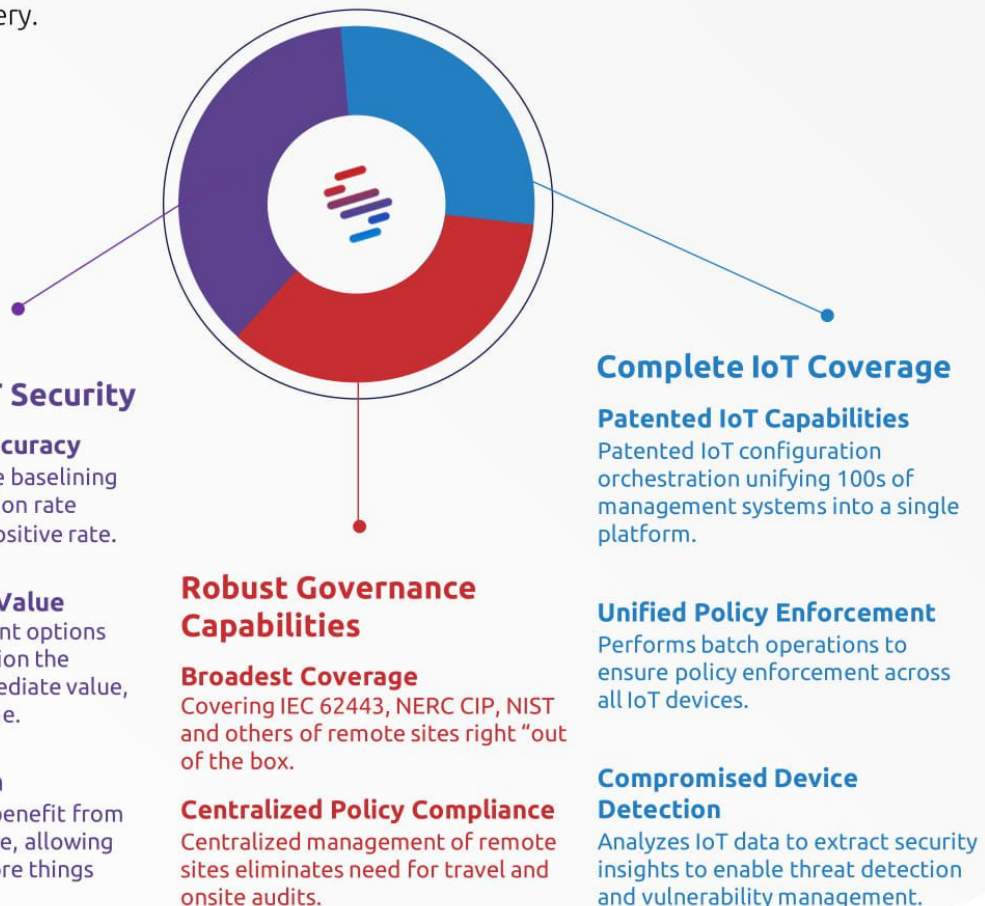 ery.
T Security
curacy
e baselining
on rate
ositive rate.
Value
nt options
ion the
ediate value,
e.
n
benefit from
e, allowing
re things
Robust Governance
Capabilities
Broadest Coverage
Covering IEC 62443, NERC CIP, NIST
and others of remote sites right “out
of the box.
Centralized Policy Compliance
Centralized management of remote
sites eliminates need for travel and
onsite audits.
Complete IoT Coverage
Patented IoT Capabilities
Patented IoT configuration
orchestration unifying 100s of
management systems into a single
platform.
Unified Policy Enforcement
Performs batch operations to
ensure policy enforcement across
all IoT devices.
Compromised Device
Detection
Analyzes IoT data to extract security
insights to enable threat detection
and vulnerability management.